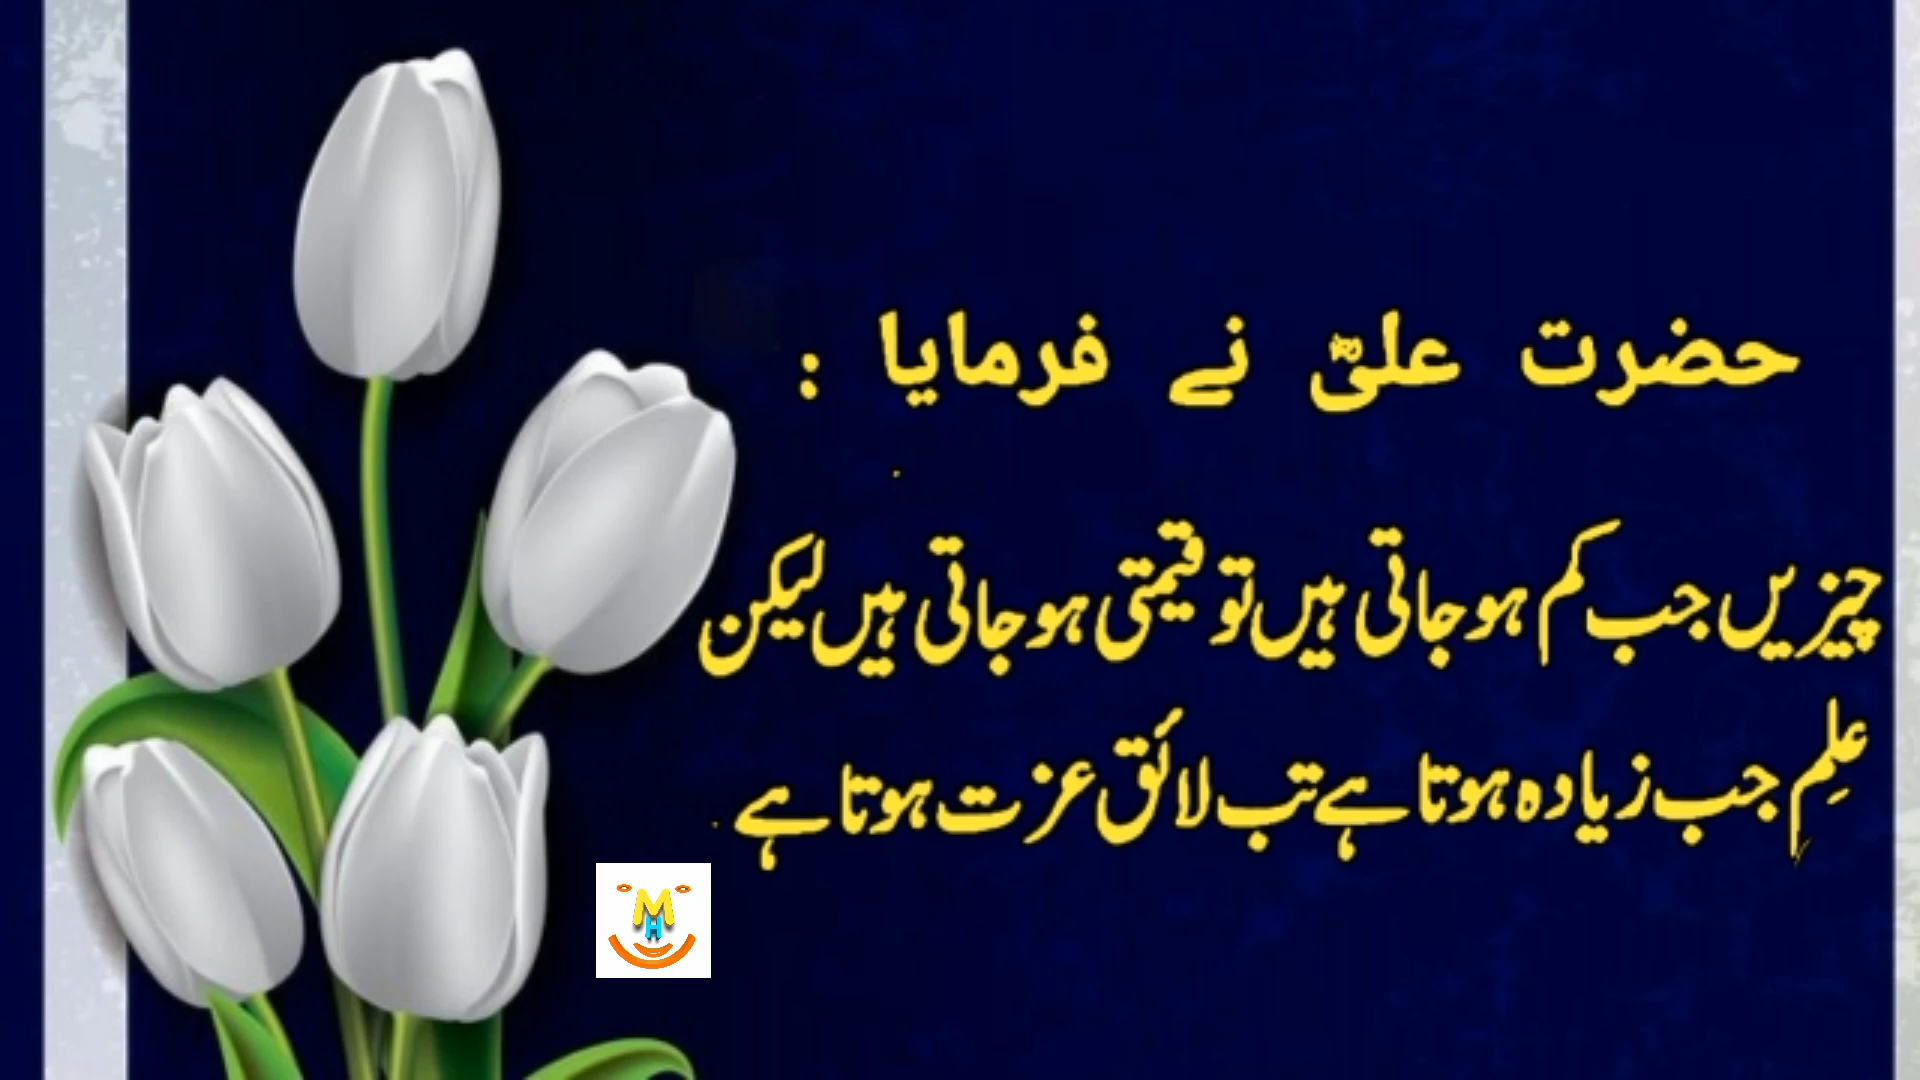 حضرت علیؓ نے فرمایا :
چیزیں جب کم ہو جاتی ہیں تو قیمتی ہو جاتی ہیں لیکن
علِم جب زیادہ ہوتا ہے تب لائق عزت ہوتا ہے
M
H